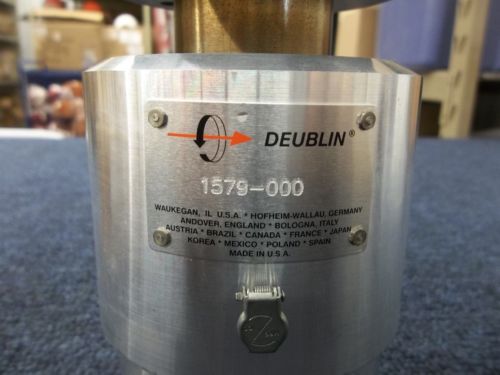 DEUBLIN®
1579-000
WAUKEGAN, IL U.S.A. * HOFHEIM-WALLAU, GERMANY
ANDOVER, ENGLAND * BOLOGNA, ITALY
AUSTRIA * BRAZIL * CANADA * FRANCE * JAPAN
KOREA * MEXICO * POLAND * SPAIN
MADE IN U.S.A.